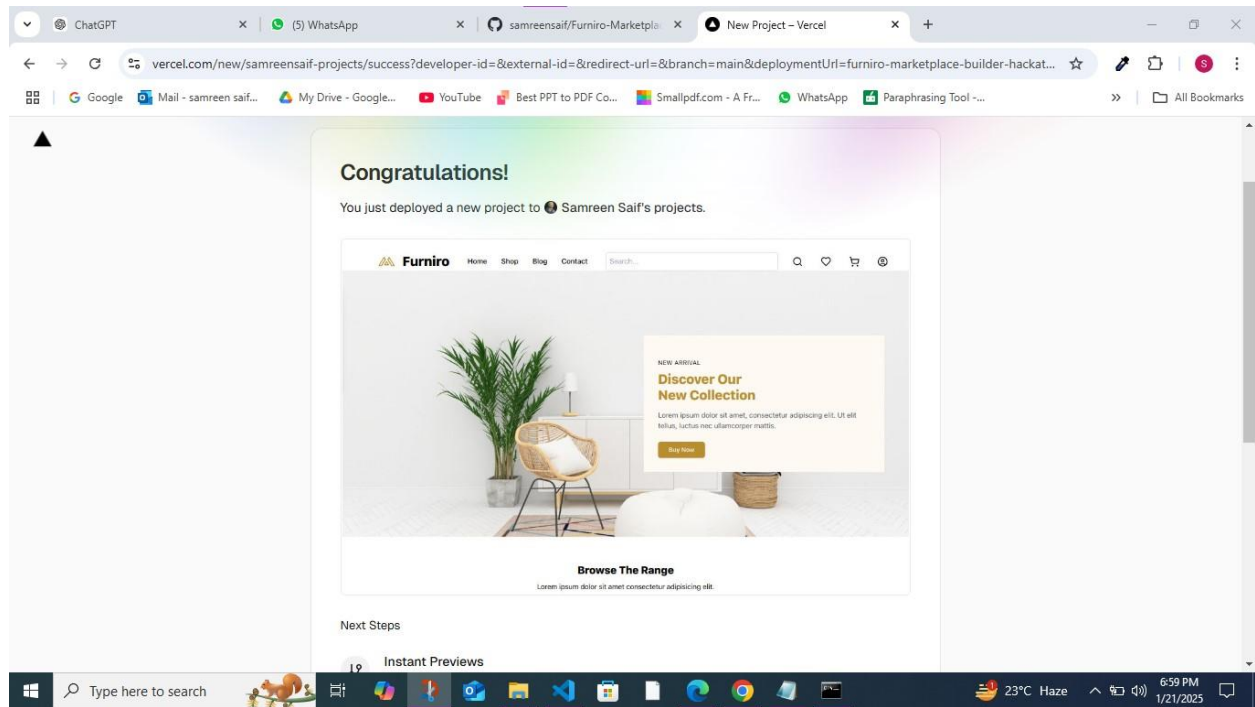 ChatGPT
(5) WhatsApp
samreensaif/Furniro-Marketpla
New Project – Vercel
vercel.com/new/samreensaif-projects/success?developer-id=&external-id=&redirect-url=&branch=main&deploymentUrl=furniro-marketplace-builder-hackat...
S
Google
Mail - samreen saif...
My Drive - Google...
YouTube
Best PPT to PDF Co...
Smallpdf.com - A Fr...
WhatsApp
Paraphrasing Tool -...
All Bookmarks
Congratulations!
You just deployed a new project to Samreen Saif's projects.
Furniro
Home Shop Blog Contact
Search...
NEW ARRIVAL
Discover Our
New Collection
Lorem ipsum dolor sit amet, consectetur adipiscing elit. Ut elit
tellus, luctus nec ullamcorper mattis.
Buy Now
Browse The Range
Lorem ipsum dolor sit amet consectetur adipisicing elit.
Next Steps
Instant Previews
Type here to search
23°C Haze
6:59 PM
1/21/2025